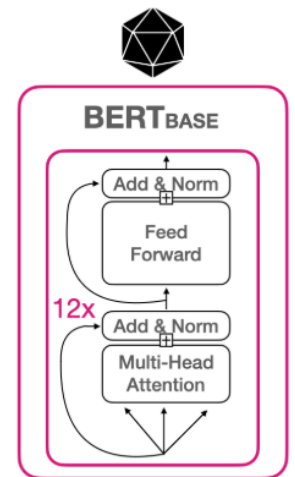 BERTBASE
Add & Norm
+
Feed
Forward
12x
Add & Norm
+
Multi-Head
Attention